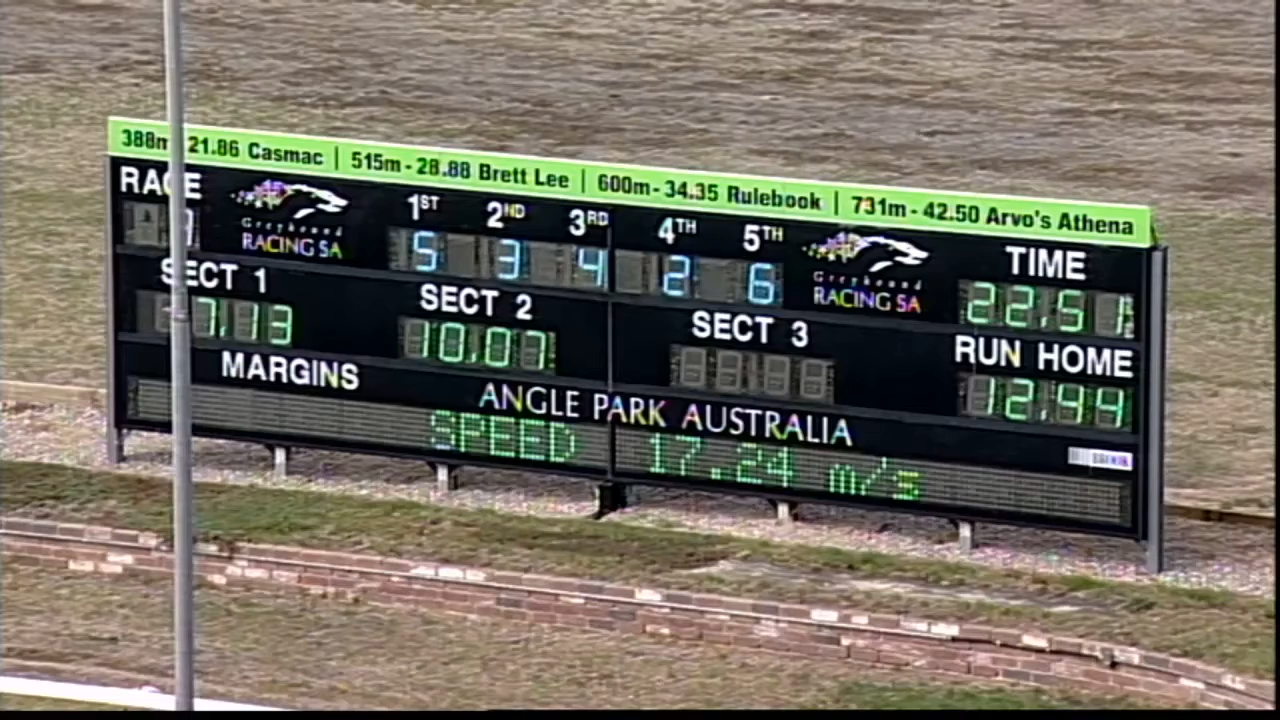 388m - 21.86 Casmac | 515m - 28.88 Brett Lee | 600m - 34.35 Rulebook | 731m - 42.50 Arvo's Athena
RACE
Greyhound
RACING SA
1ST 2ND 3RD 4TH 5TH
5 3 4 2 6
Greyhound
RACING SA
TIME
22.51
SECT 1
7.13
SECT 2
10.07
SECT 3
RUN HOME
12.44
MARGINS
ANGLE PARK AUSTRALIA
SPEED 17.24 m/s